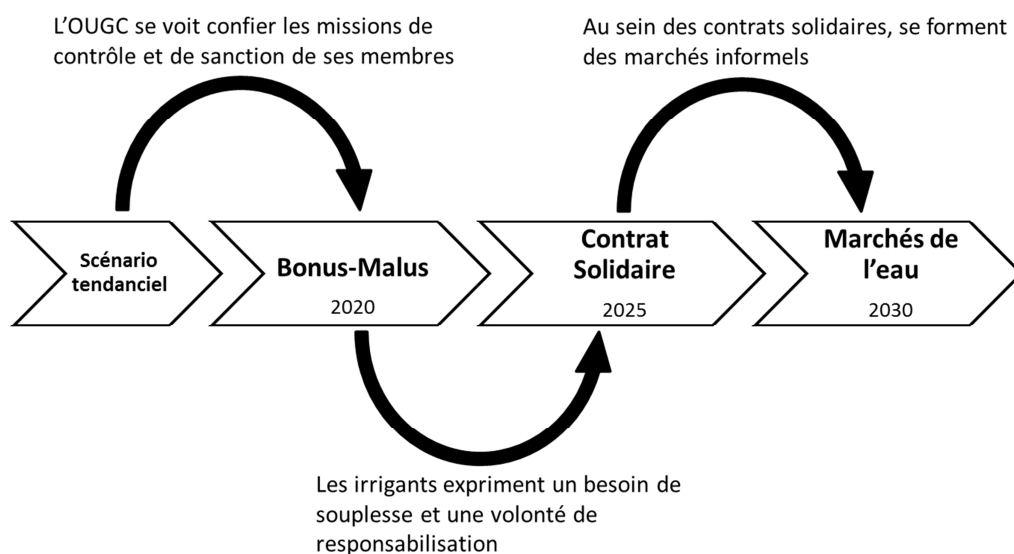 L’OUGC se voit confier les missions de
contrôle et de sanction de ses membres
Au sein des contrats solidaires, se forment
des marchés informels
Scénario
tendanciel
Bonus-Malus
2020
Contrat
Solidaire
2025
Marchés de
l’eau
2030
Les irrigants expriment un besoin de
souplesse et une volonté de
responsabilisation